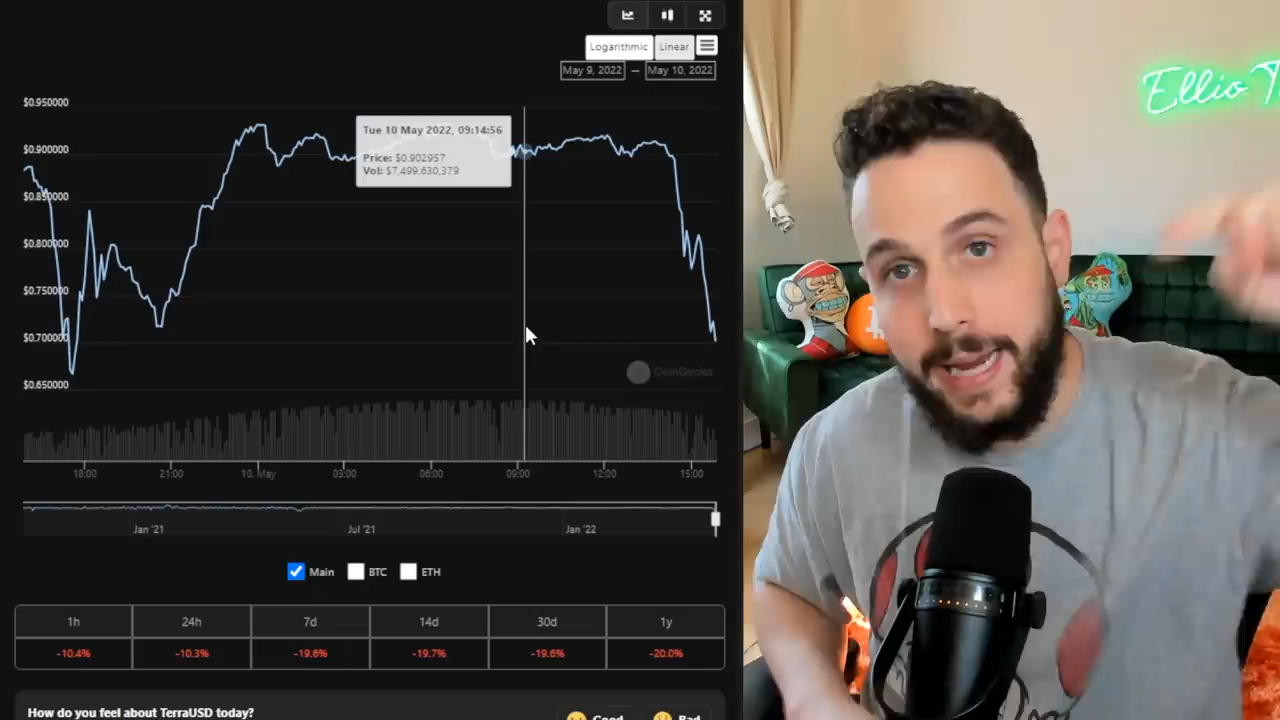 Logarithmic Linear
May 9, 2022 – May 10, 2022
$0.950000
$0.900000
$0.850000
$0.800000
$0.750000
$0.700000
$0.650000
Tue 10 May 2022, 09:14:56
Price: $0.902957
Vol: $7,499,630,379
CoinGecko
18:00 21:00 10. May 03:00 06:00 09:00 12:00 15:00
Jan '21 Jul '21 Jan '22
Main BTC ETH
1h 24h 7d 14d 30d 1y
-10.4% -10.3% -19.6% -19.7% -19.6% -20.0%
How do you feel about TerraUSD today? Good Bad
Ellio T